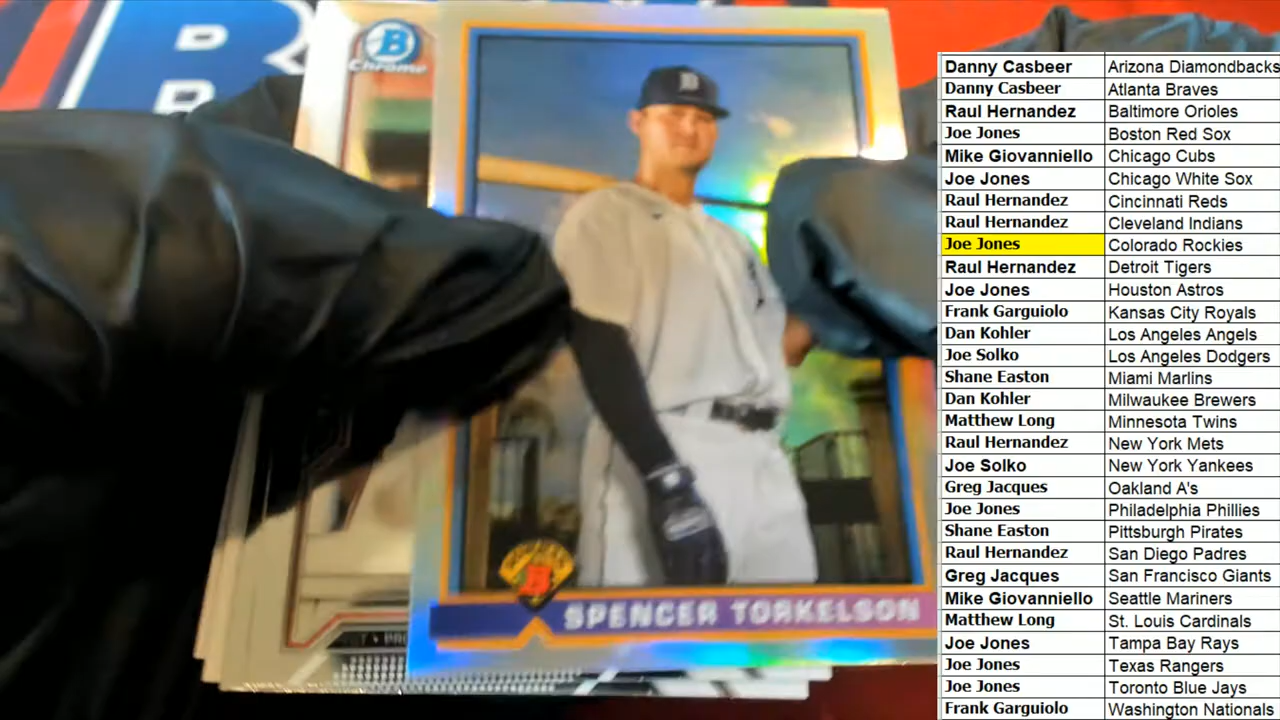 B
B
B
Chrome
B
SPENCER TORKELSON
Danny Casbeer Arizona Diamondbacks
Danny Casbeer Atlanta Braves
Raul Hernandez Baltimore Orioles
Joe Jones Boston Red Sox
Mike Giovanniello Chicago Cubs
Joe Jones Chicago White Sox
Raul Hernandez Cincinnati Reds
Raul Hernandez Cleveland Indians
Joe Jones Colorado Rockies
Raul Hernandez Detroit Tigers
Joe Jones Houston Astros
Frank Garguiolo Kansas City Royals
Dan Kohler Los Angeles Angels
Joe Solko Los Angeles Dodgers
Shane Easton Miami Marlins
Dan Kohler Milwaukee Brewers
Matthew Long Minnesota Twins
Raul Hernandez New York Mets
Joe Solko New York Yankees
Greg Jacques Oakland A's
Joe Jones Philadelphia Phillies
Shane Easton Pittsburgh Pirates
Raul Hernandez San Diego Padres
Greg Jacques San Francisco Giants
Mike Giovanniello Seattle Mariners
Matthew Long St. Louis Cardinals
Joe Jones Tampa Bay Rays
Joe Jones Texas Rangers
Joe Jones Toronto Blue Jays
Frank Garguiolo Washington Nationals